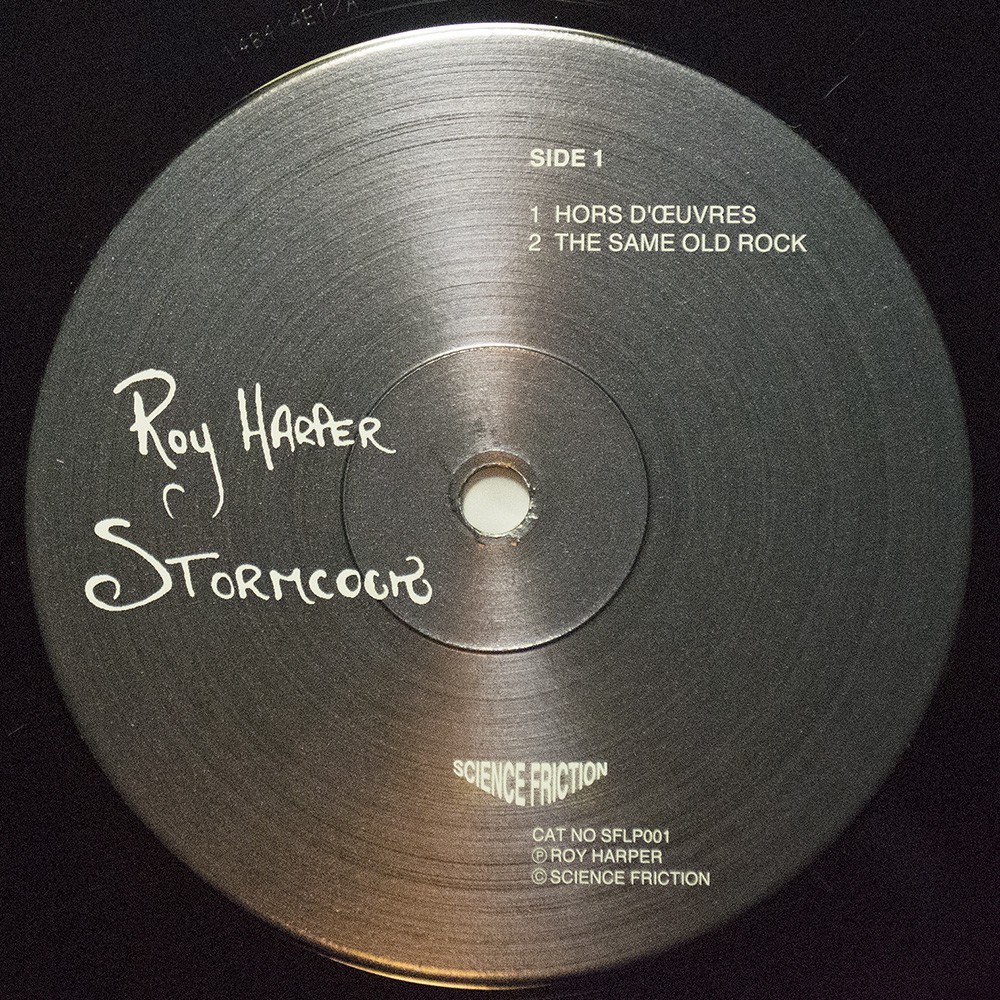 SIDE 1
1 HORS D'ŒUVRES
2 THE SAME OLD ROCK
ROY HARPER
STORMCOCK
SCIENCE FRICTION
CAT NO SFLP001
℗ ROY HARPER
© SCIENCE FRICTION